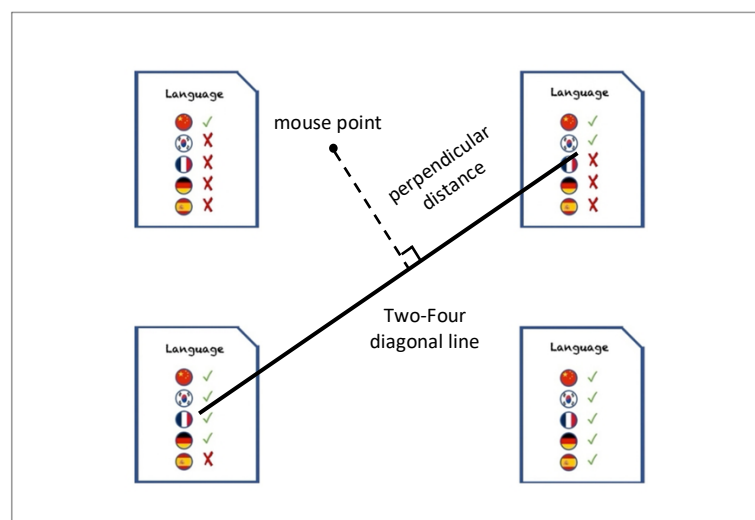 Language
Language
mouse point
perpendicular
distance
Two-Four
diagonal line
Language
Language